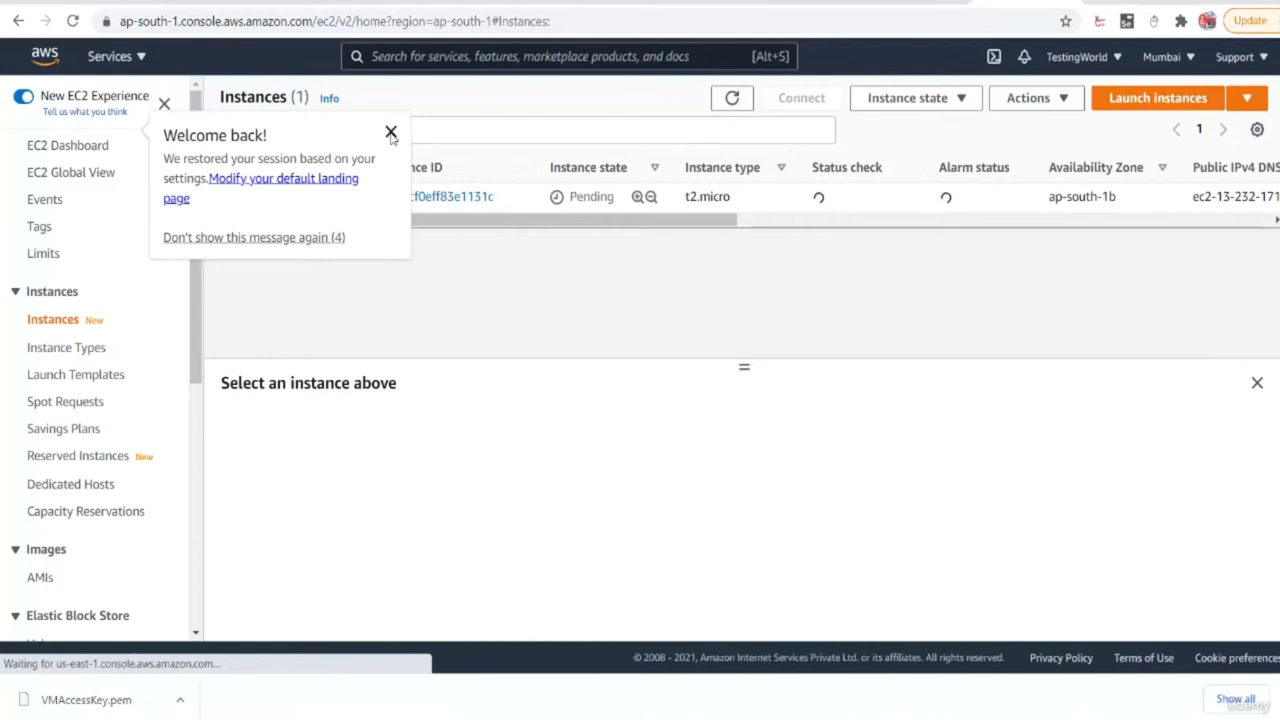 ap-south-1.console.aws.amazon.com/ec2/v2/home?region=ap-south-1#Instances:
Update
aws
Services
Search for services, features, marketplace products, and docs
[Alt+S]
TestingWorld
Mumbai
Support
New EC2 Experience
Tell us what you think
EC2 Dashboard
EC2 Global View
Events
Tags
Limits
Instances
Instances New
Instance Types
Launch Templates
Spot Requests
Savings Plans
Reserved Instances New
Dedicated Hosts
Capacity Reservations
Images
AMIs
Elastic Block Store
Welcome back!
We restored your session based on your
settings.Modify your default landing
page
Don't show this message again (4)
Instances (1) Info
Connect
Instance state
Actions
Launch instances
1
nce ID
Instance state
Instance type
Status check
Alarm status
Availability Zone
Public IPv4 DNS
cf0eff83e1131c
Pending
t2.micro
ap-south-1b
ec2-13-232-171
Select an instance above
Waiting for us-east-1.console.aws.amazon.com...
© 2008 - 2021, Amazon Internet Services Private Ltd. or its affiliates. All rights reserved.
Privacy Policy
Terms of Use
Cookie preferences
VMAccessKey.pem
Show all
udemy